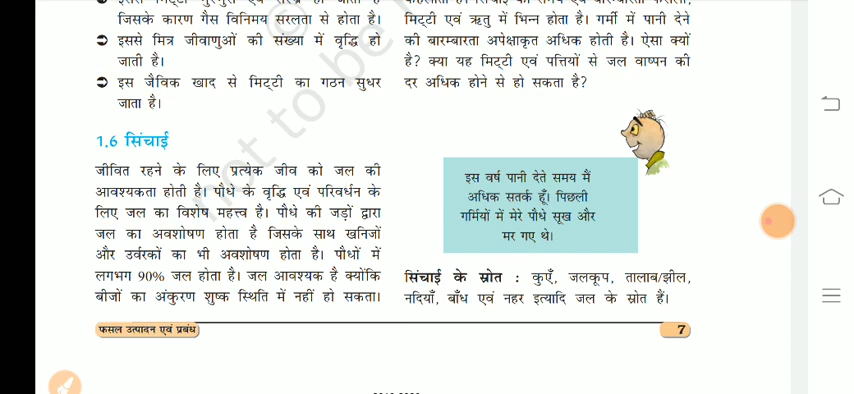 जिसके कारण गैस विनिमय सरलता से होता है।
इससे मित्र जीवाणुओं की संख्या में वृद्धि हो
जाती है।
इस जैविक खाद से मिट्टी का गठन सुधर
जाता है।
1.6 सिंचाई
जीवित रहने के लिए प्रत्येक जीव को जल की
आवश्यकता होती है। पौधे के वृद्धि एवं परिवर्धन के
लिए जल का विशेष महत्त्व है। पौधे की जड़ों द्वारा
जल का अवशोषण होता है जिसके साथ खनिजों
और उर्वरकों का भी अवशोषण होता है। पौधों में
लगभग 90% जल होता है। जल आवश्यक है क्योंकि
बीजों का अंकुरण शुष्क स्थिति में नहीं हो सकता।
मिट्टी एवं ऋतु में भिन्न होता है। गर्मी में पानी देने
की बारम्बारता अपेक्षाकृत अधिक होती है। ऐसा क्यों
है? क्या यह मिट्टी एवं पत्तियों से जल वाष्पन की
दर अधिक होने से हो सकता है?
इस वर्ष पानी देते समय मैं
अधिक सतर्क हूँ। पिछली
गर्मियों में मेरे पौधे सूख और
मर गए थे।
सिंचाई के स्रोत : कुएँ, जलकूप, तालाब/झील,
नदियाँ, बाँध एवं नहर इत्यादि जल के स्रोत हैं।
फसल उत्पादन एवं प्रबंध
7
© not to be